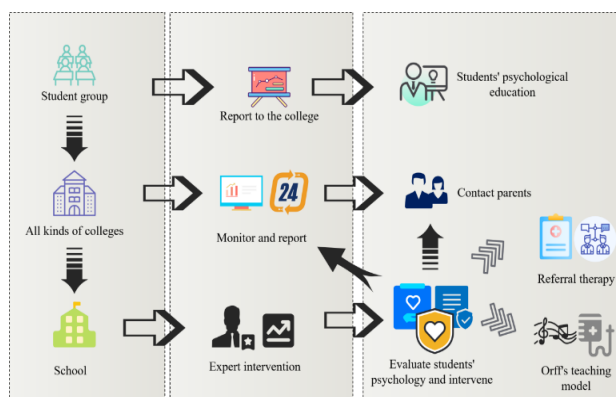 Student group
Report to the college
Students' psychological
education
All kinds of colleges
24
Monitor and report
Contact parents
Referral therapy
School
Expert intervention
Evaluate students'
psychology and intervene
Orff's teaching
model